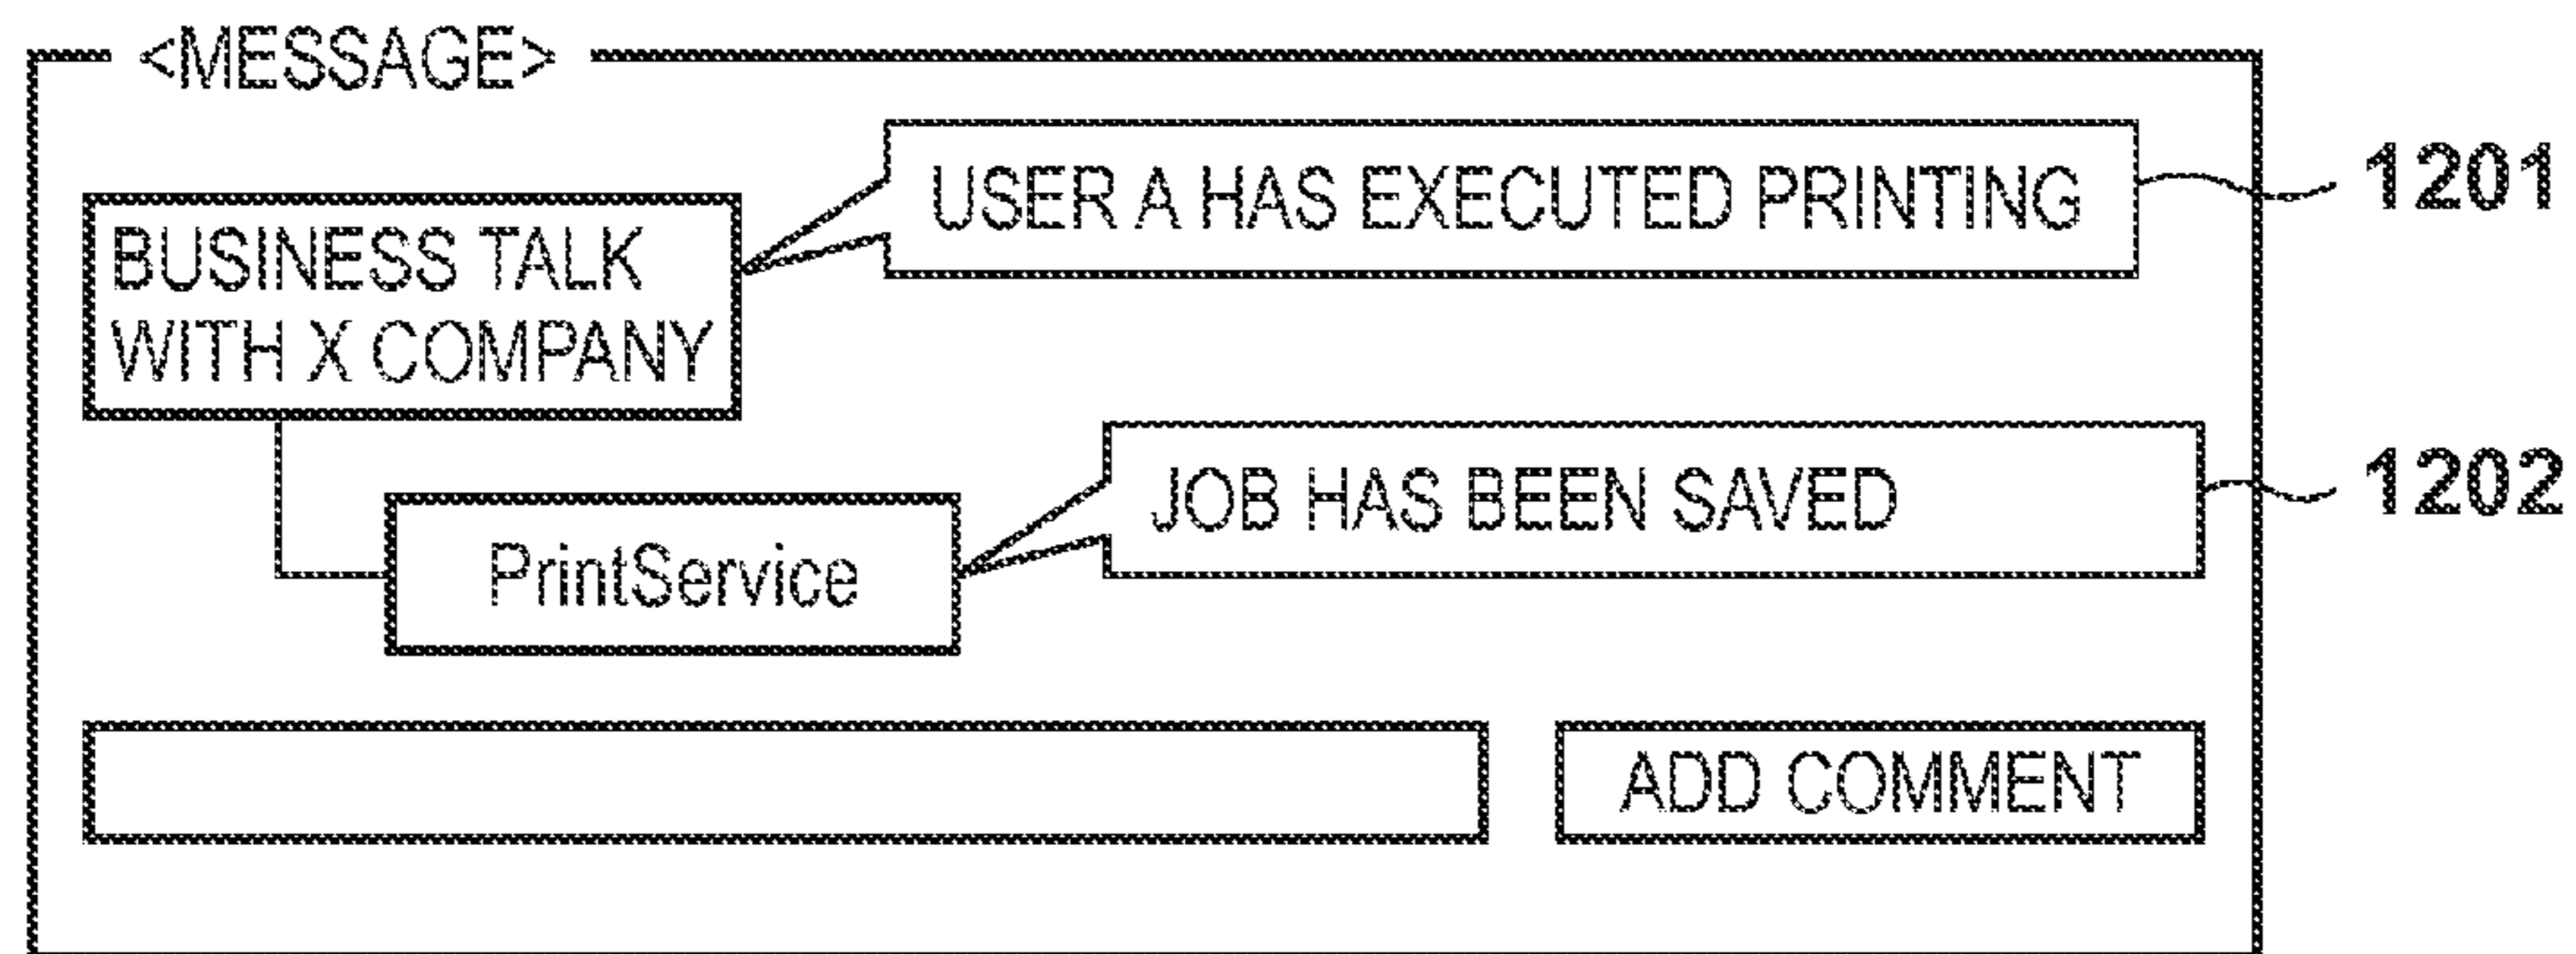 <MESSAGE>
USER A HAS EXECUTED PRINTING
1201
BUSINESS TALK
WITH X COMPANY
JOB HAS BEEN SAVED
1202
PrintService
ADD COMMENT